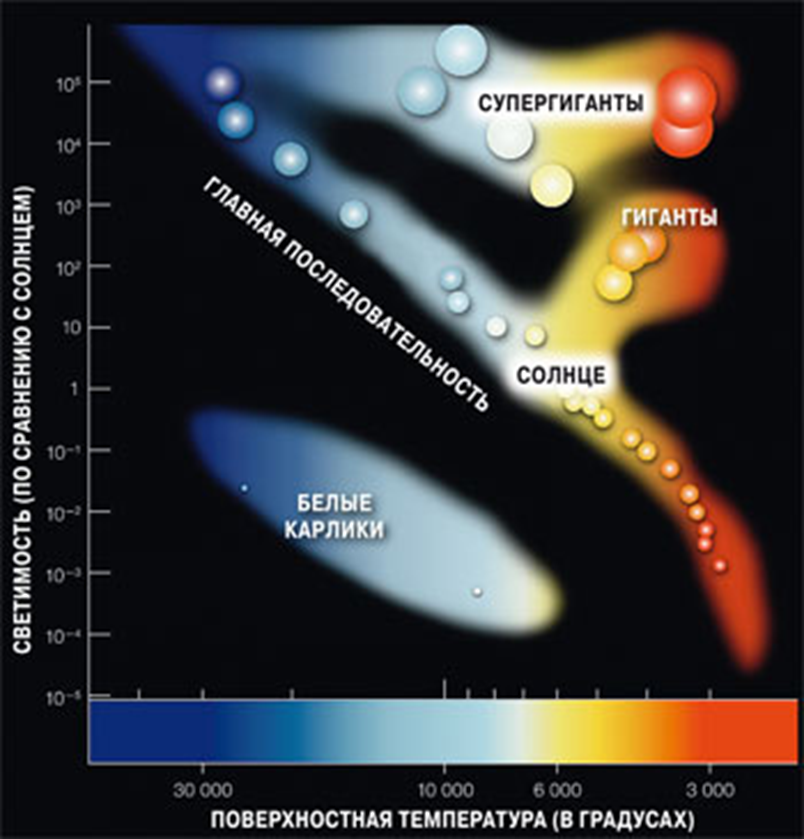 СВЕТИМОСТЬ (ПО СРАВНЕНИЮ С СОЛНЦЕМ)
10⁵
10⁴
10³
10²
10
1
10⁻¹
10⁻²
10⁻³
10⁻⁴
10⁻⁵
СУПЕРГИГАНТЫ
ГИГАНТЫ
ГЛАВНАЯ ПОСЛЕДОВАТЕЛЬНОСТЬ
СОЛНЦЕ
БЕЛЫЕ
КАРЛИКИ
30 000 10 000 6 000 3 000
ПОВЕРХНОСТНАЯ ТЕМПЕРАТУРА (В ГРАДУСАХ)